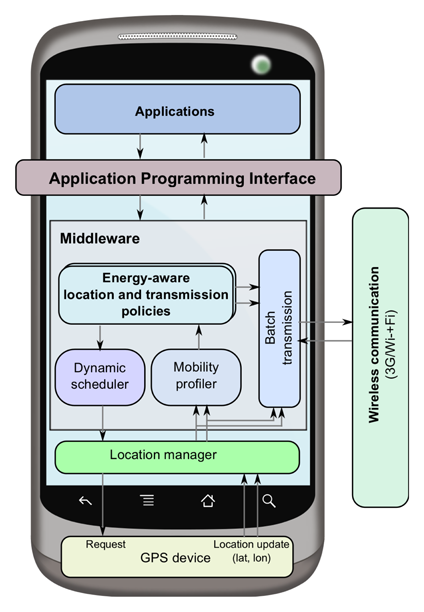 Applications
Application Programming Interface
Middleware
Energy-aware
location and transmission
policies
Batch
transmission
Dynamic
scheduler
Mobility
profiler
Wireless communication
(3G/Wi-+Fi)
Location manager
Request
Location update
(lat, lon)
GPS device